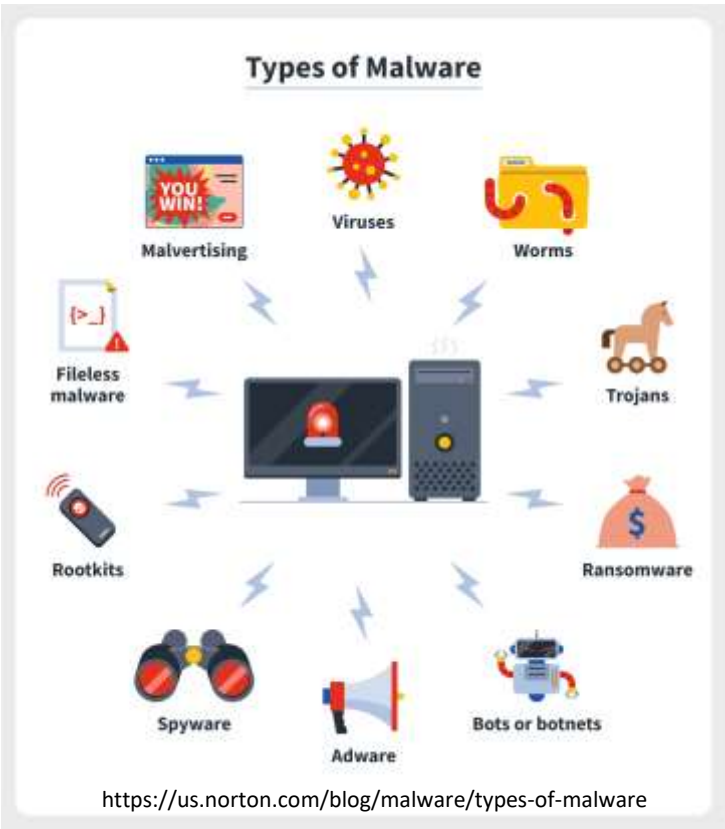 Types of Malware
YOU
WIN!
Malvertising
Viruses
Worms
{>_}
!
Fileless
malware
Trojans
Rootkits
$
Ransomware
Spyware
Adware
Bots or botnets
https://us.norton.com/blog/malware/types-of-malware